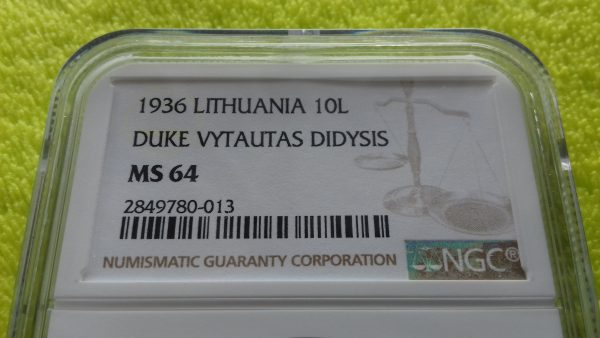 1936 LITHUANIA 10L
DUKE VYTAUTAS DIDYSIS
MS 64
2849780-013
NUMISMATIC GUARANTY CORPORATION
NGC®